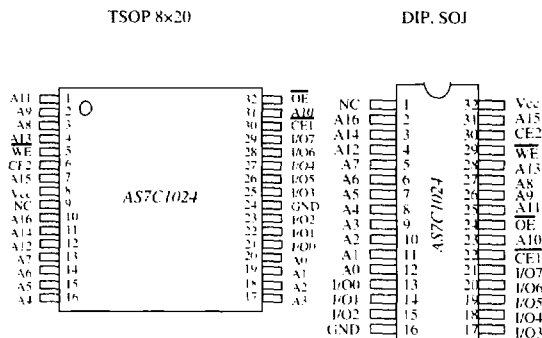 TSOP 8×20
A11 1 32 O̅E̅
A9 2 31 A10
A8 3 30 C̅E̅1̅
A13 4 29 I/O7
W̅E̅ 5 28 I/O6
CE2 6 27 I/O4
A15 7 26 I/O5
Vcc 8 25 I/O3
NC 9 24 GND
A16 10 23 I/O2
A14 11 22 I/O1
A12 12 21 I/O0
A7 13 20 A0
A6 14 19 A1
A5 15 18 A2
A4 16 17 A3
AS7C1024
DIP, SOJ
NC 1 32 Vcc
A16 2 31 A15
A14 3 30 CE2
A12 4 29 W̅E̅
A7 5 28 A13
A6 6 27 A8
A5 7 26 A9
A4 8 25 A11
A3 9 24 O̅E̅
A2 10 23 A10
A1 11 22 C̅E̅1̅
A0 12 21 I/O7
I/O0 13 20 I/O6
I/O1 14 19 I/O5
I/O2 15 18 I/O4
GND 16 17 I/O3
AS7C1024